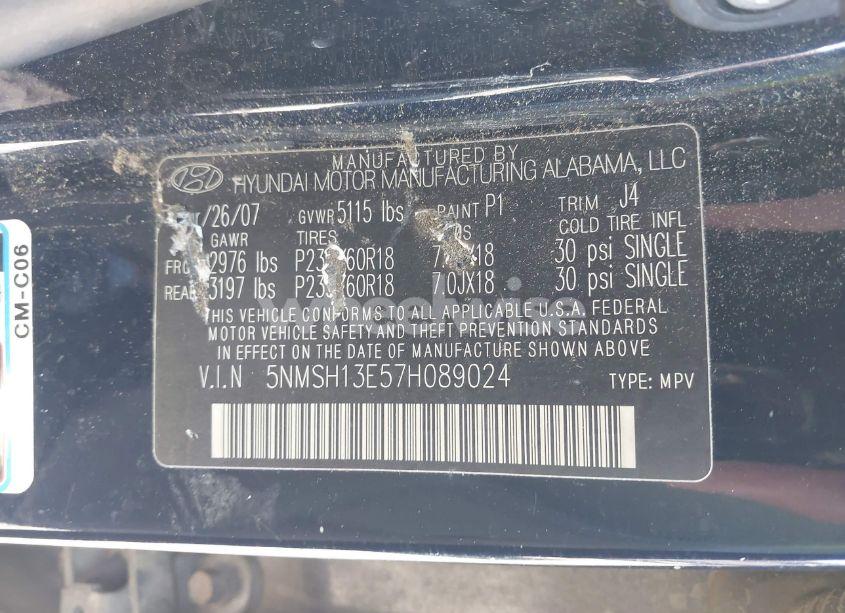 MANUFACTURED BY
HYUNDAI MOTOR MANUFACTURING ALABAMA, LLC
/26/07 GVWR 5115 lbs PAINT P1 TRIM J4
GAWR TIRES COLD TIRE INFL
2976 lbs 60R18 30 psi SINGLE
REAR 3197 lbs 60R18 7.0JX18 30 psi SINGLE
THIS VEHICLE CONFORMS TO ALL APPLICABLE U.S.A. FEDERAL
MOTOR VEHICLE SAFETY AND THEFT PREVENTION STANDARDS
IN EFFECT ON THE DATE OF MANUFACTURE SHOWN ABOVE.
V.I.N 5NMSH13E57H089024 TYPE: MPV
CM-C06